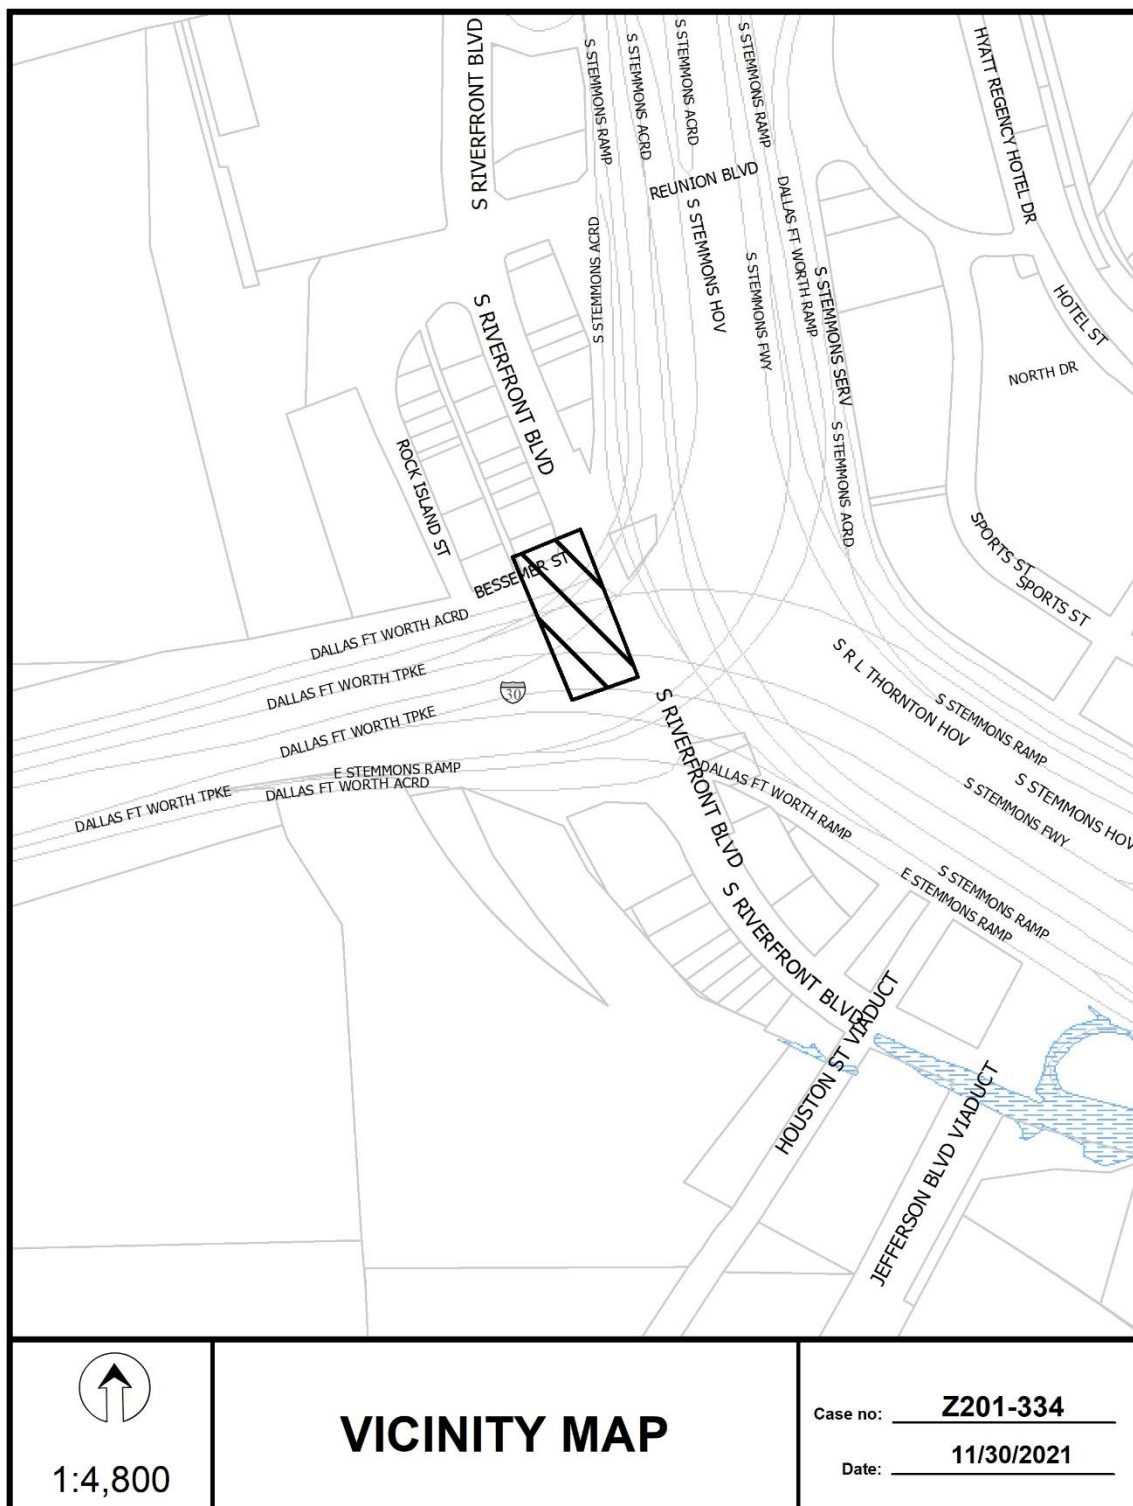 S RIVERFRONT BLVD
S STEMMONS RAMP
S STEMMONS ACRD
S STEMMONS ACRD
S STEMMONS RAMP
HYATT REGENCY HOTEL DR
REUNION BLVD
S STEMMONS HOV
DALLAS FT WORTH RAMP
S STEMMONS ACRD
S STEMMONS FWY
S STEMMONS SERV
HOTEL ST
NORTH DR
S RIVERFRONT BLVD
ROCK ISLAND ST
S STEMMONS ACRD
SPORTS ST
SPORTS ST
BESSEMER ST
DALLAS FT WORTH ACRD
DALLAS FT WORTH TPKE
30
DALLAS FT WORTH TPKE
S R L THORNTON HOV
S STEMMONS RAMP
S STEMMONS HOV
S STEMMONS FWY
S RIVERFRONT BLVD
E STEMMONS RAMP
DALLAS FT WORTH ACRD
DALLAS FT WORTH TPKE
DALLAS FT WORTH RAMP
S STEMMONS RAMP
E STEMMONS RAMP
S RIVERFRONT BLVD
HOUSTON ST VIADUCT
JEFFERSON BLVD VIADUCT
1:4,800
VICINITY MAP
Case no: Z201-334
Date: 11/30/2021